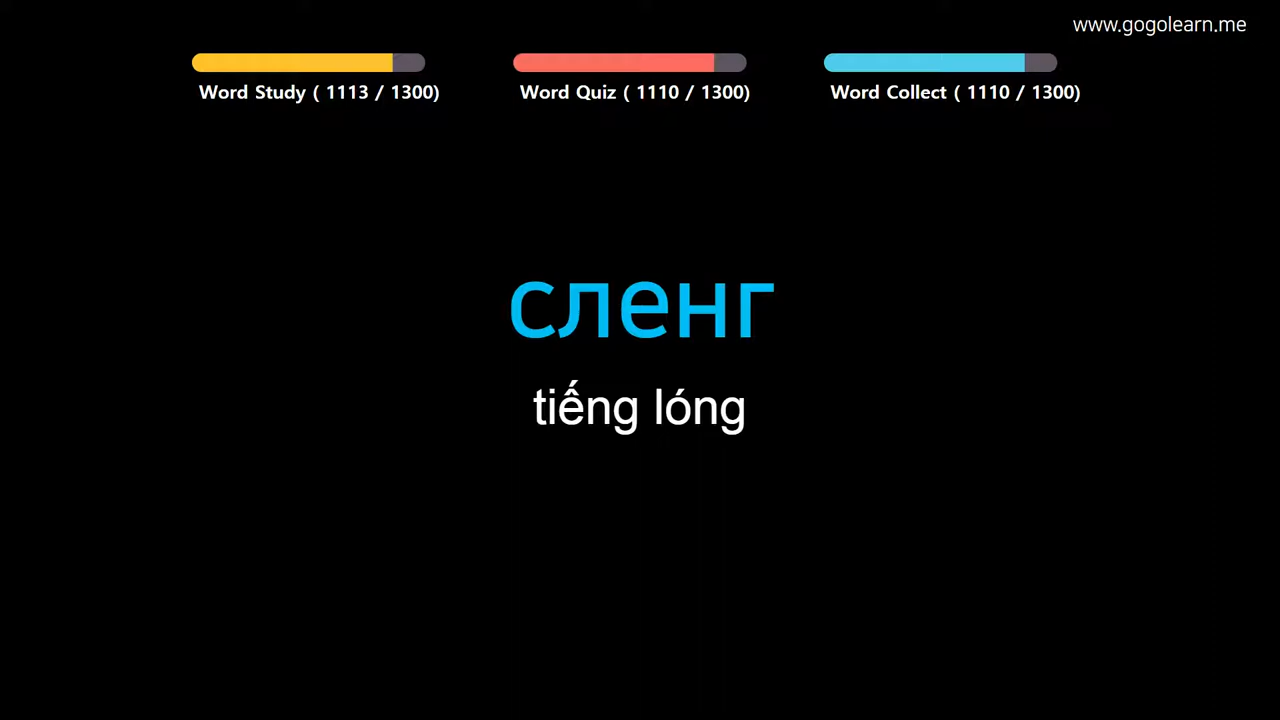 www.gogolearn.me
Word Study ( 1113 / 1300)
Word Quiz ( 1110 / 1300)
Word Collect ( 1110 / 1300)
сленг
tiếng lóng